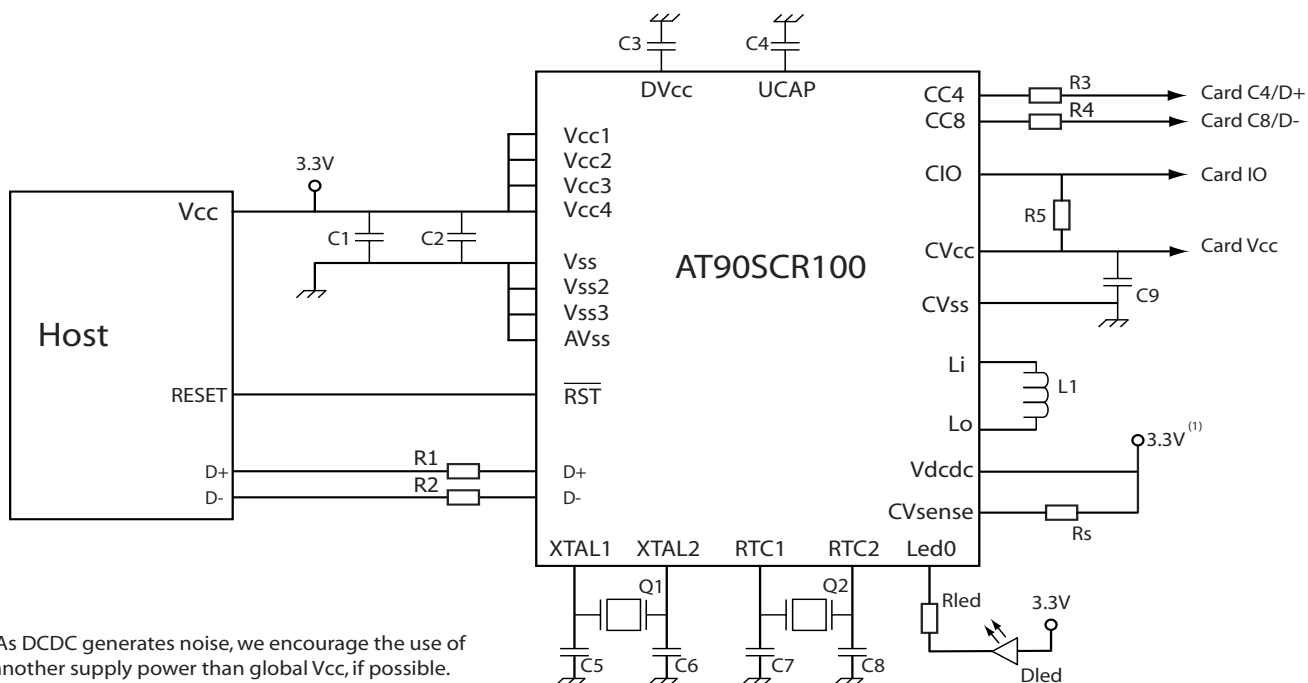 C3
C4
DVcc
UCAP
CC4
R3
Card C4/D+
CC8
R4
Card C8/D-
Vcc1
Vcc2
Vcc3
Vcc4
3.3V
Vcc
C1
C2
CIO
Card IO
R5
CVcc
Card Vcc
Vss
Vss2
Vss3
AVss
AT90SCR100
CVss
C9
Host
Li
L1
Lo
RESET
RST
3.3V (1)
Vdcdc
D+
R1
D+
D-
R2
D-
CVsense
Rs
XTAL1
XTAL2
RTC1
RTC2
Led0
Q1
Q2
Rled
3.3V
C5
C6
C7
C8
Dled
As DCDC generates noise, we encourage the use of
another supply power than global Vcc, if possible.